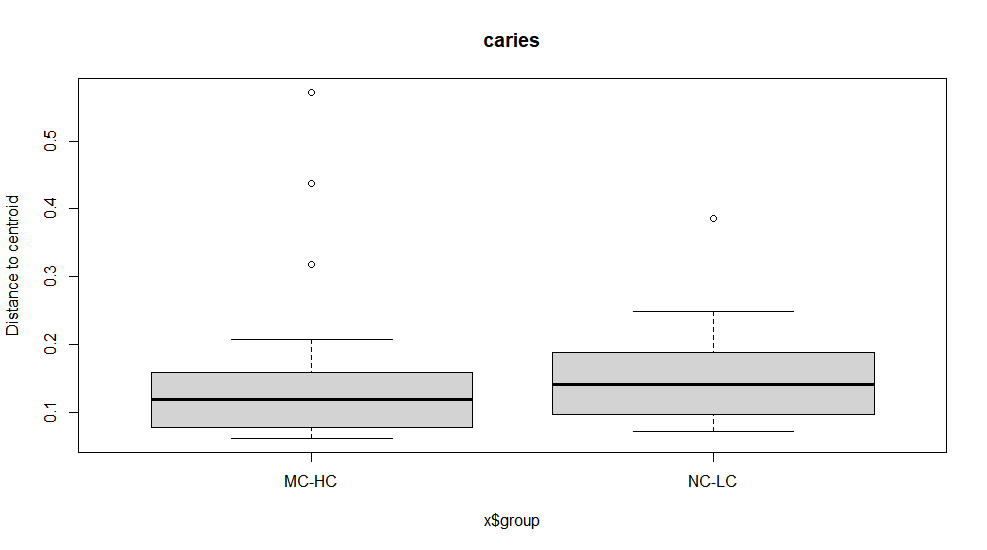 caries
Distance to centroid
0.5
0.4
0.3
0.2
0.1
MC-HC
NC-LC
x$group